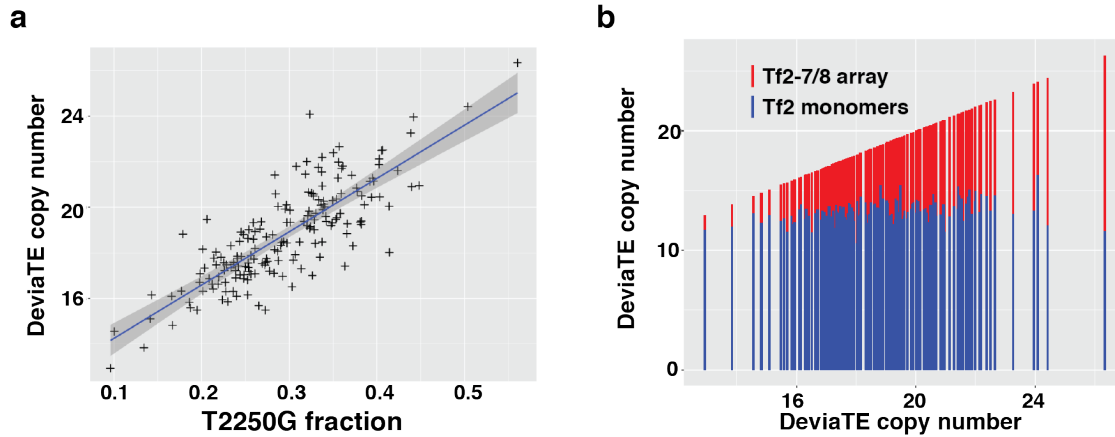 a
DeviaTE copy number
24
20
16
0.1 0.2 0.3 0.4 0.5
T2250G fraction
b
DeviaTE copy number
Tf2-7/8 array
Tf2 monomers
20
10
0
16 20 24
DeviaTE copy number